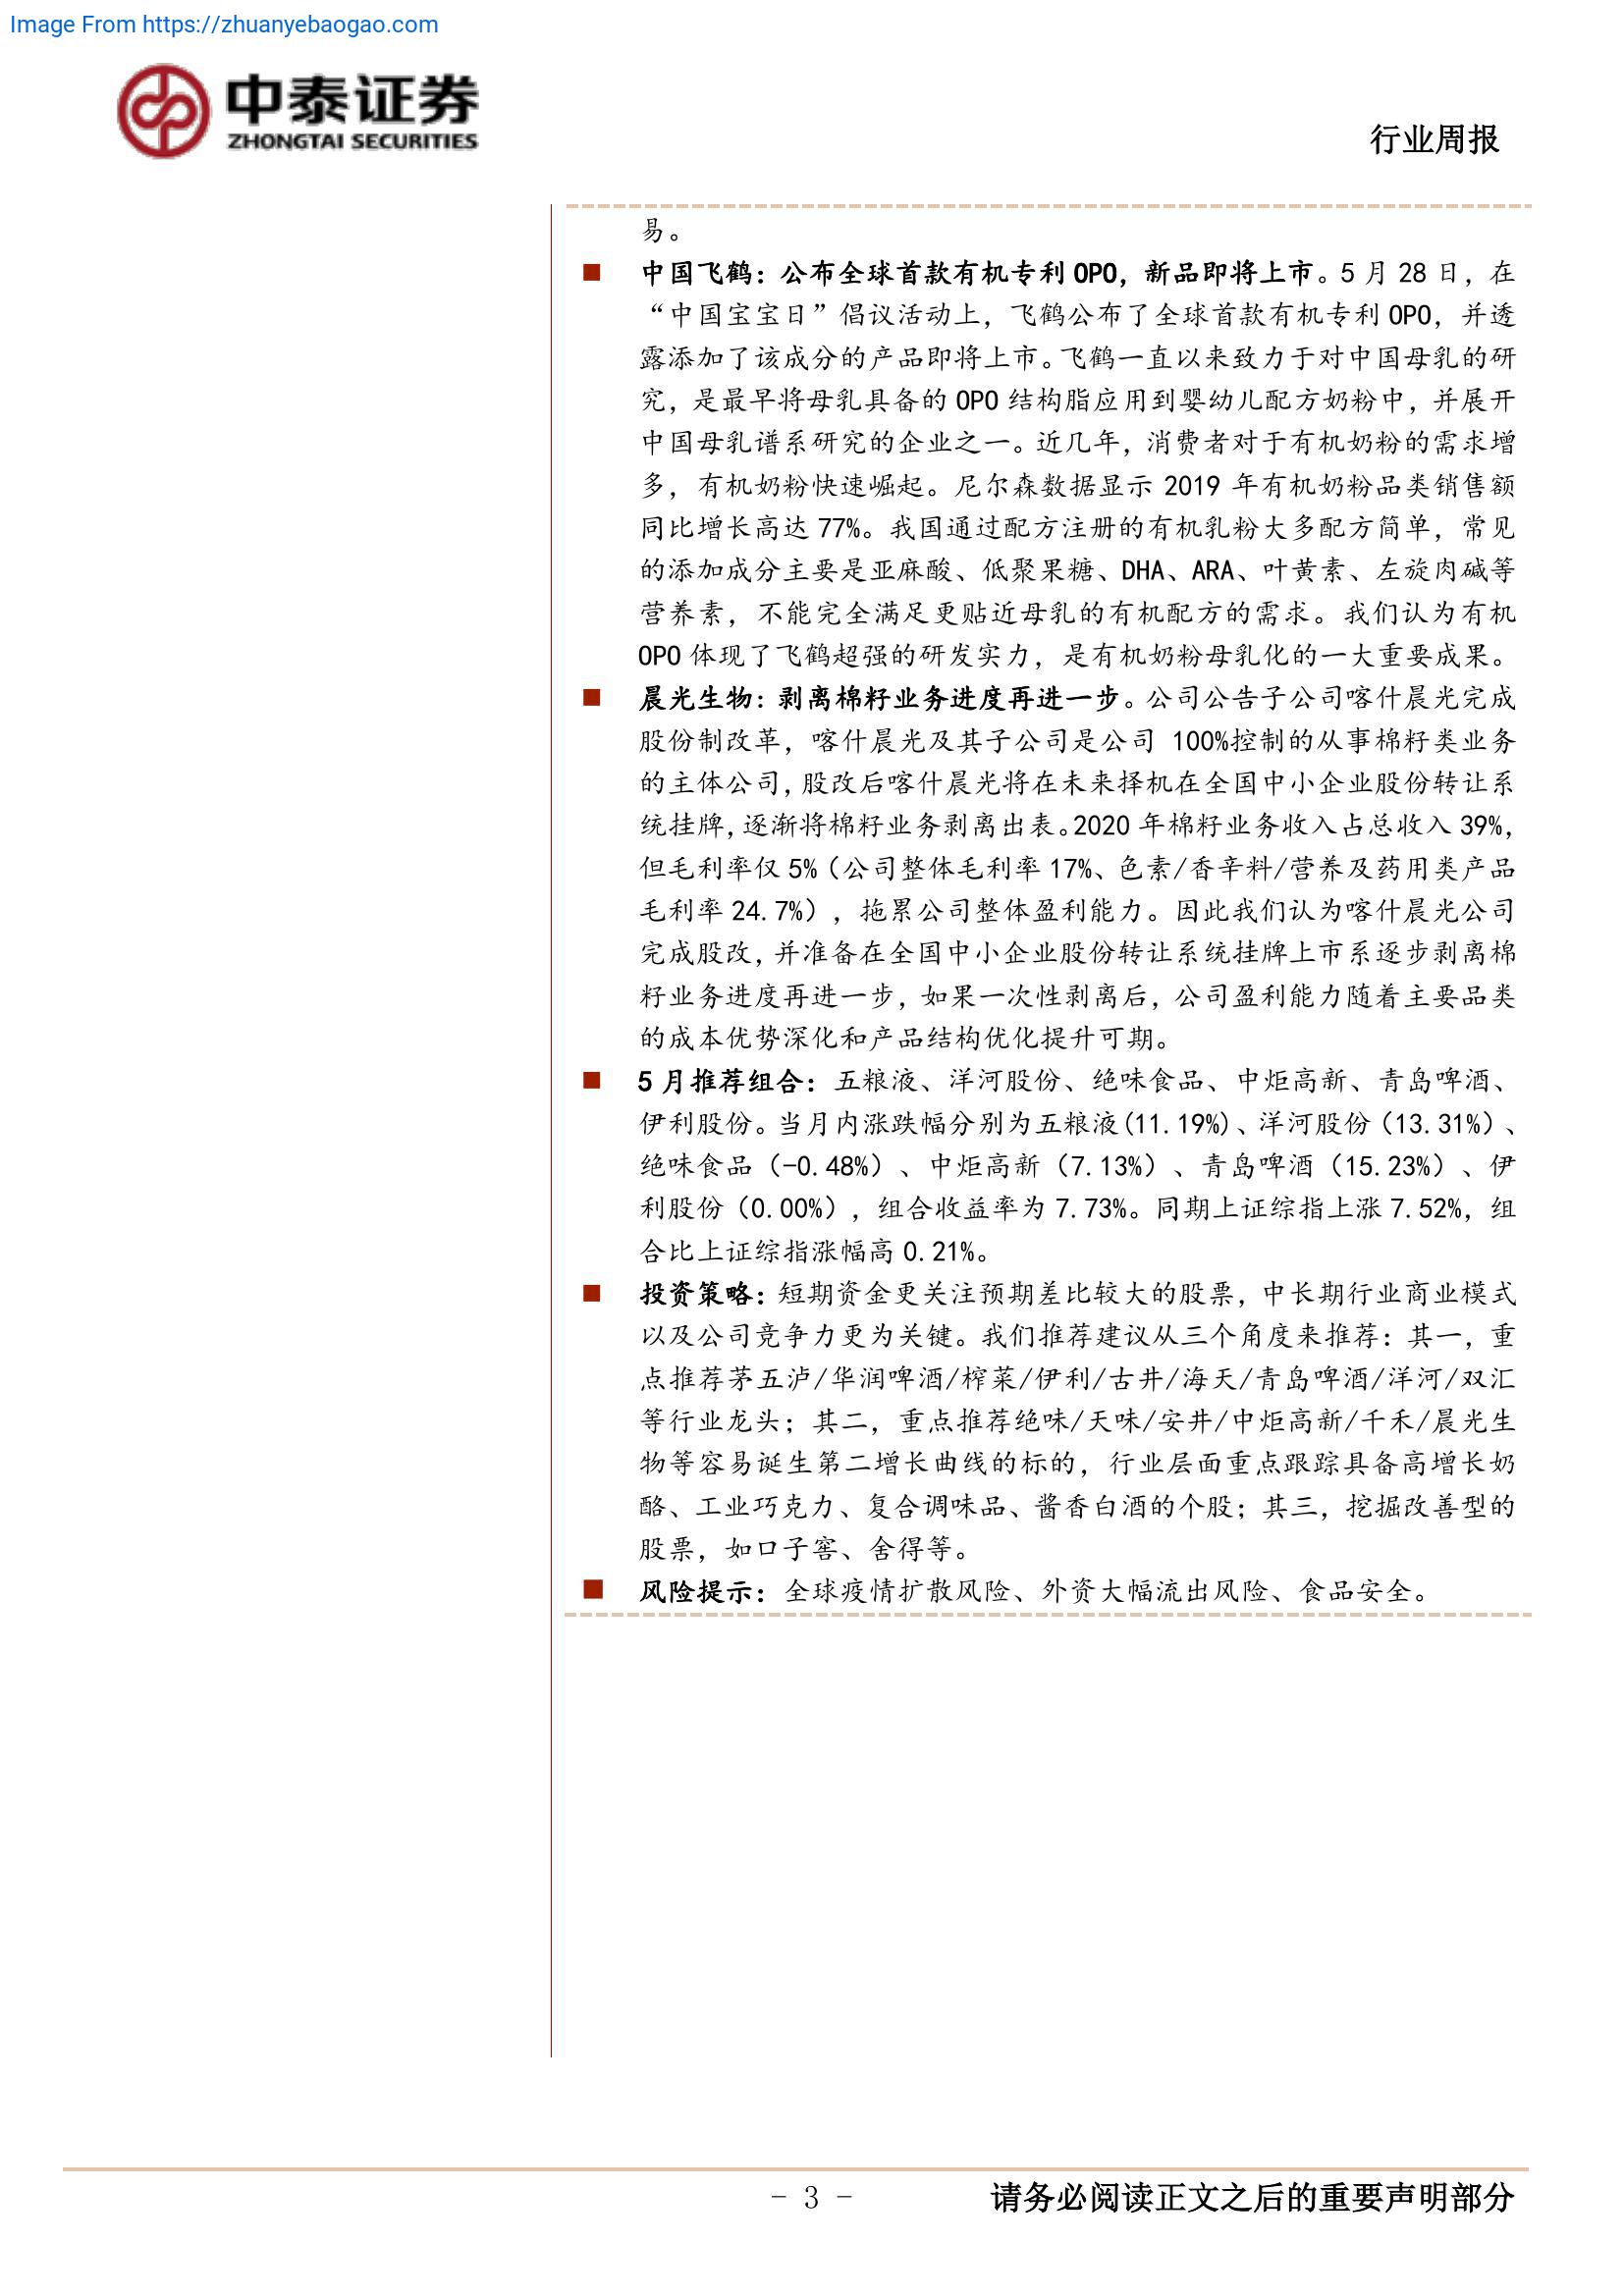 Image From https://zhuanyebaogao.com
中泰证券
ZHONGTAI SECURITIES
行业周报
易。
■ 中国飞鹤：公布全球首款有机专利 OPO，新品即将上市。5 月 28 日，在
“中国宝宝日”倡议活动上，飞鹤公布了全球首款有机专利 OPO，并透
露添加了该成分的产品即将上市。飞鹤一直以来致力于对中国母乳的研
究，是最早将母乳具备的 OPO 结构脂应用到婴幼儿配方奶粉中，并展开
中国母乳谱系研究的企业之一。近几年，消费者对于有机奶粉的需求增
多，有机奶粉快速崛起。尼尔森数据显示 2019 年有机奶粉品类销售额
同比增长高达 77%。我国通过配方注册的有机乳粉大多配方简单，常见
的添加成分主要是亚麻酸、低聚果糖、DHA、ARA、叶黄素、左旋肉碱等
营养素，不能完全满足更贴近母乳的有机配方的需求。我们认为有机
OPO 体现了飞鹤超强的研发实力，是有机奶粉母乳化的一大重要成果。
■ 晨光生物：剥离棉籽业务进度再进一步。公司公告子公司喀什晨光完成
股份制改革，喀什晨光及其子公司是公司 100%控制的从事棉籽类业务
的主体公司，股改后喀什晨光将在未来择机在全国中小企业股份转让系
统挂牌，逐渐将棉籽业务剥离出表。2020 年棉籽业务收入占总收入 39%，
但毛利率仅 5%（公司整体毛利率 17%、色素/香辛料/营养及药用类产品
毛利率 24.7%），拖累公司整体盈利能力。因此我们认为喀什晨光公司
完成股改，并准备在全国中小企业股份转让系统挂牌上市系逐步剥离棉
籽业务进度再进一步，如果一次性剥离后，公司盈利能力随着主要品类
的成本优势深化和产品结构优化提升可期。
■ 5 月推荐组合：五粮液、洋河股份、绝味食品、中炬高新、青岛啤酒、
伊利股份。当月内涨跌幅分别为五粮液(11.19%)、洋河股份（13.31%）、
绝味食品（-0.48%）、中炬高新（7.13%）、青岛啤酒（15.23%）、伊
利股份（0.00%），组合收益率为 7.73%。同期上证综指上涨 7.52%，组
合比上证综指涨幅高 0.21%。
■ 投资策略：短期资金更关注预期差比较大的股票，中长期行业商业模式
以及公司竞争力更为关键。我们推荐建议从三个角度来推荐：其一，重
点推荐茅五泸/华润啤酒/榨菜/伊利/古井/海天/青岛啤酒/洋河/双汇
等行业龙头；其二，重点推荐绝味/天味/安井/中炬高新/千禾/晨光生
物等容易诞生第二增长曲线的标的，行业层面重点跟踪具备高增长奶
酪、工业巧克力、复合调味品、酱香白酒的个股；其三，挖掘改善型的
股票，如口子窖、舍得等。
■ 风险提示：全球疫情扩散风险、外资大幅流出风险、食品安全。
- 3 -
请务必阅读正文之后的重要声明部分